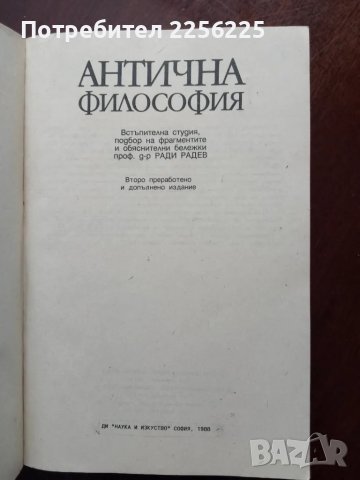 Потребител 2256225
АНТИЧНА
ФИЛОСОФИЯ
Встъпителна студия,
подбор на фрагментите
и обяснителни бележки
проф. д-р РАДИ РАДЕВ
Второ преработено
и допълнено издание
ДИ "НАУКА И ИЗКУСТВО" СОФИЯ, 1988
BAZAR